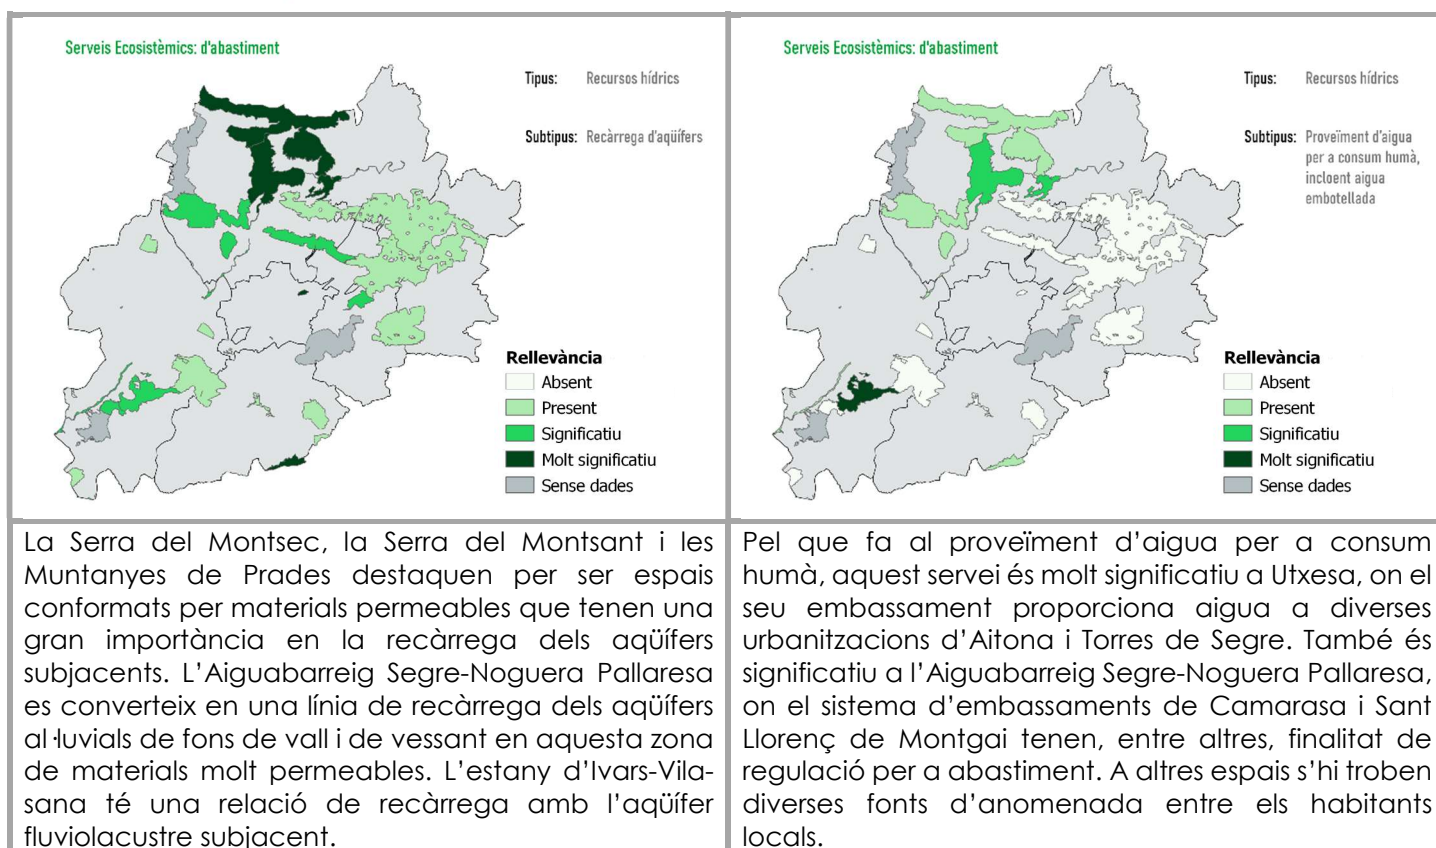 Serveis Ecosistèmics: d'abastiment
Tipus: Recursos hídrics
Subtipus: Recàrrega d'aqüífers
Rellevància
Absent
Present
Significatiu
Molt significatiu
Sense dades
La Serra del Montsec, la Serra del Montsant i les
Muntanyes de Prades destaquen per ser espais
conformats per materials permeables que tenen una
gran importància en la recàrrega dels aqüífers
subjacents. L'Aiguabarreig Segre-Noguera Pallaresa
es converteix en una línia de recàrrega dels aqüífers
al·luvials de fons de vall i de vessant en aquesta zona
de materials molt permeables. L'estany d'Ivars-Vila-
sana té una relació de recàrrega amb l'aqüífer
fluviolacustre subjacent.
Serveis Ecosistèmics: d'abastiment
Tipus: Recursos hídrics
Subtipus: Proveïment d'aigua
per a consum humà,
incloent aigua
embotellada
Rellevància
Absent
Present
Significatiu
Molt significatiu
Sense dades
Pel que fa al proveïment d'aigua per a consum
humà, aquest servei és molt significatiu a Utxesa, on el
seu embassament proporciona aigua a diverses
urbanitzacions d'Aitona i Torres de Segre. També és
significatiu a l'Aiguabarreig Segre-Noguera Pallaresa,
on el sistema d'embassaments de Camarasa i Sant
Llorenç de Montgai tenen, entre altres, finalitat de
regulació per a abastiment. A altres espais s'hi troben
diverses fonts d'anomenada entre els habitants
locals.